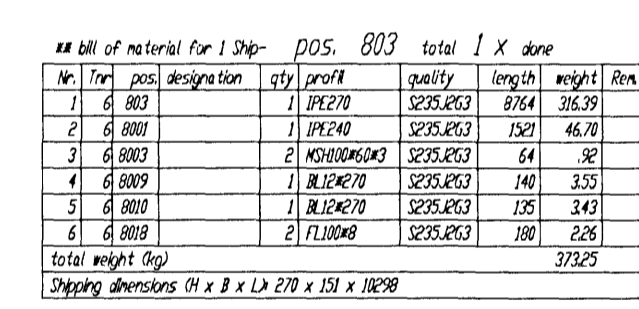 ** bill of material for 1 Ship- pos. 803 total 1 x done
Nr. Tnr pos. designation qty profil quality length weight Rem
1 6 803 1 IPE270 S235J2G3 8764 316.39
2 6 8001 1 IPE240 S235J2G3 1521 46.70
3 6 8003 2 MSH100*60*3 S235J2G3 64 .92
4 6 8009 1 BL12*270 S235J2G3 140 3.55
5 6 8010 1 BL12*270 S235J2G3 135 3.43
6 6 8018 2 FL100*8 S235J2G3 180 2.26
total weight (kg) 373.25
Shipping dimensions (H x B x L): 270 x 151 x 10298